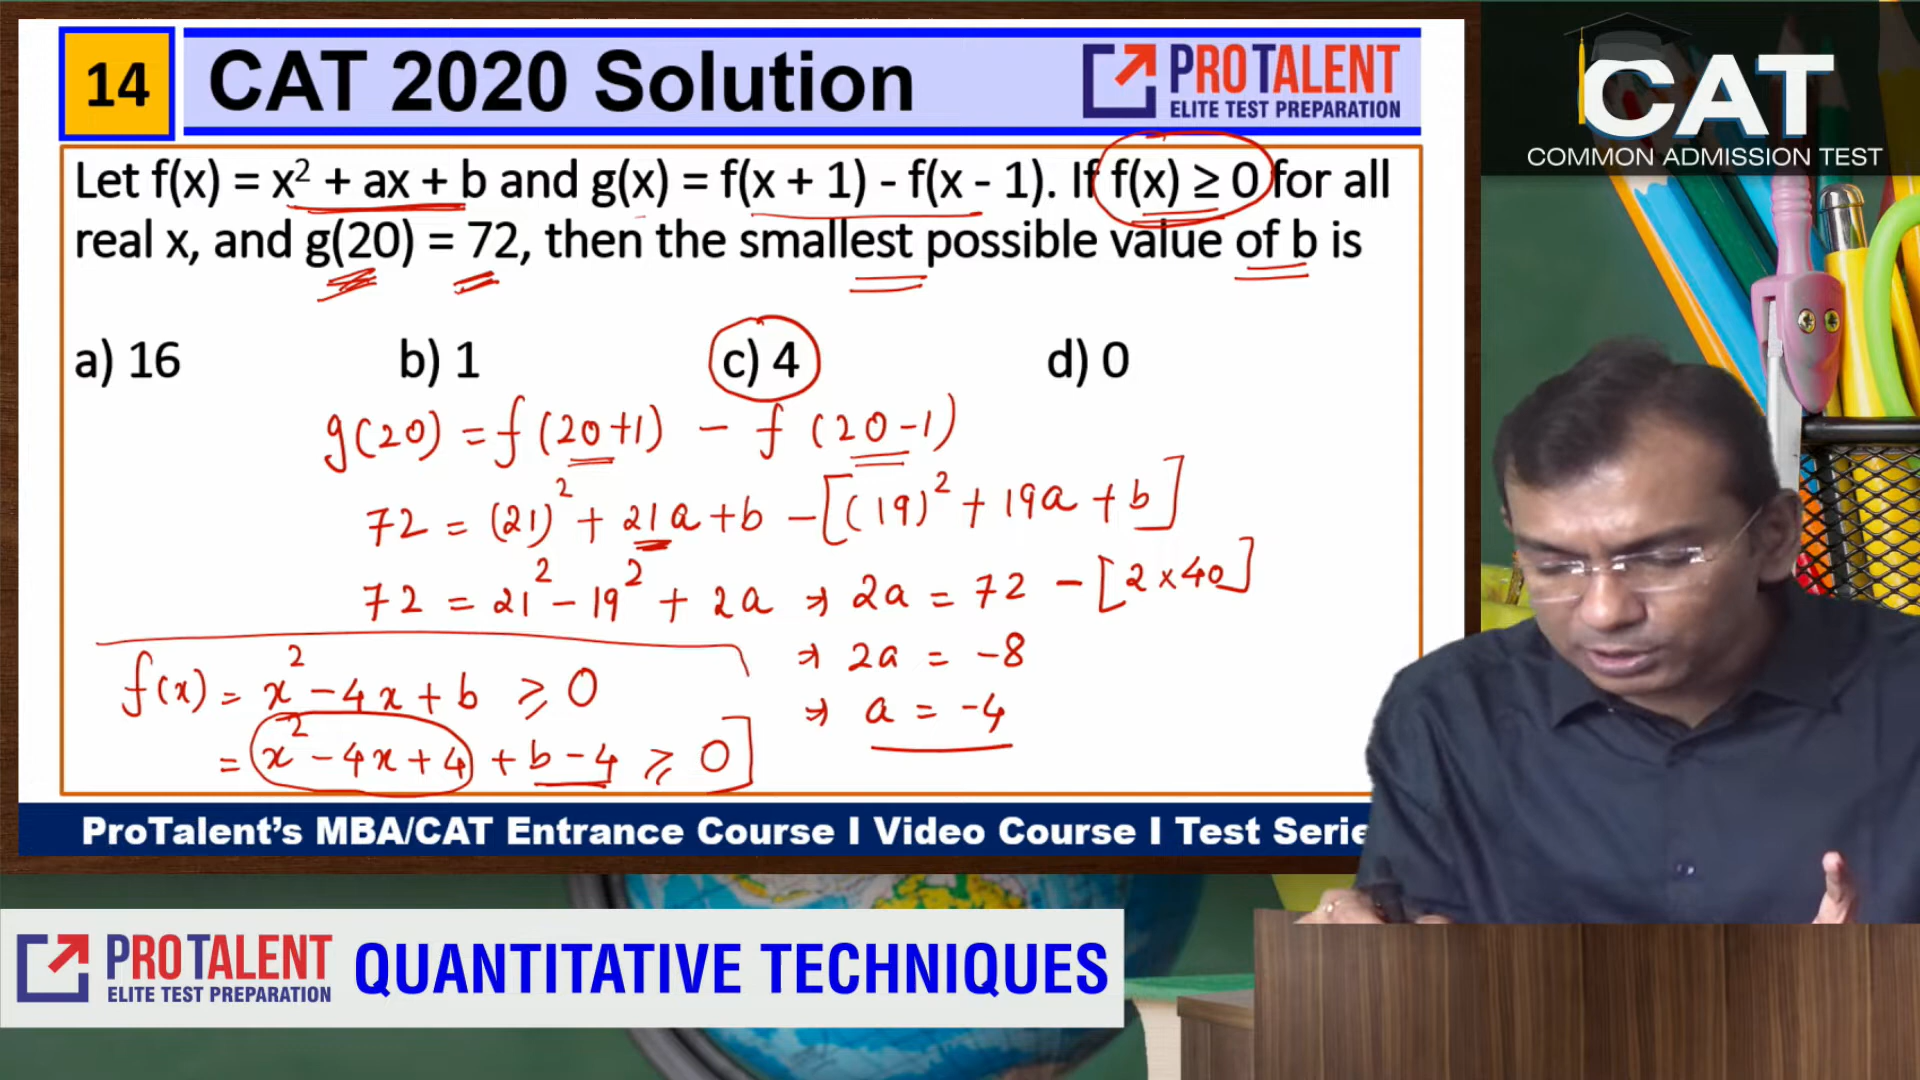 14 CAT 2020 Solution
PROTALENT
ELITE TEST PREPARATION
CAT
COMMON ADMISSION TEST
Let f(x) = x² + ax + b and g(x) = f(x + 1) - f(x - 1). If f(x) ≥ 0 for all
real x, and g(20) = 72, then the smallest possible value of b is
a) 16 b) 1 c) 4 d) 0
g(20) = f(20+1) - f(20-1)
72 = (21)² + 21a + b - [(19)² + 19a + b]
72 = 21² - 19² + 2a ⇒ 2a = 72 - [2×40]
⇒ 2a = -8
⇒ a = -4
f(x) = x² - 4x + b ≥ 0
= x² - 4x + 4 + b - 4 ≥ 0
ProTalent's MBA/CAT Entrance Course I Video Course I Test Serie
PROTALENT
ELITE TEST PREPARATION
QUANTITATIVE TECHNIQUES